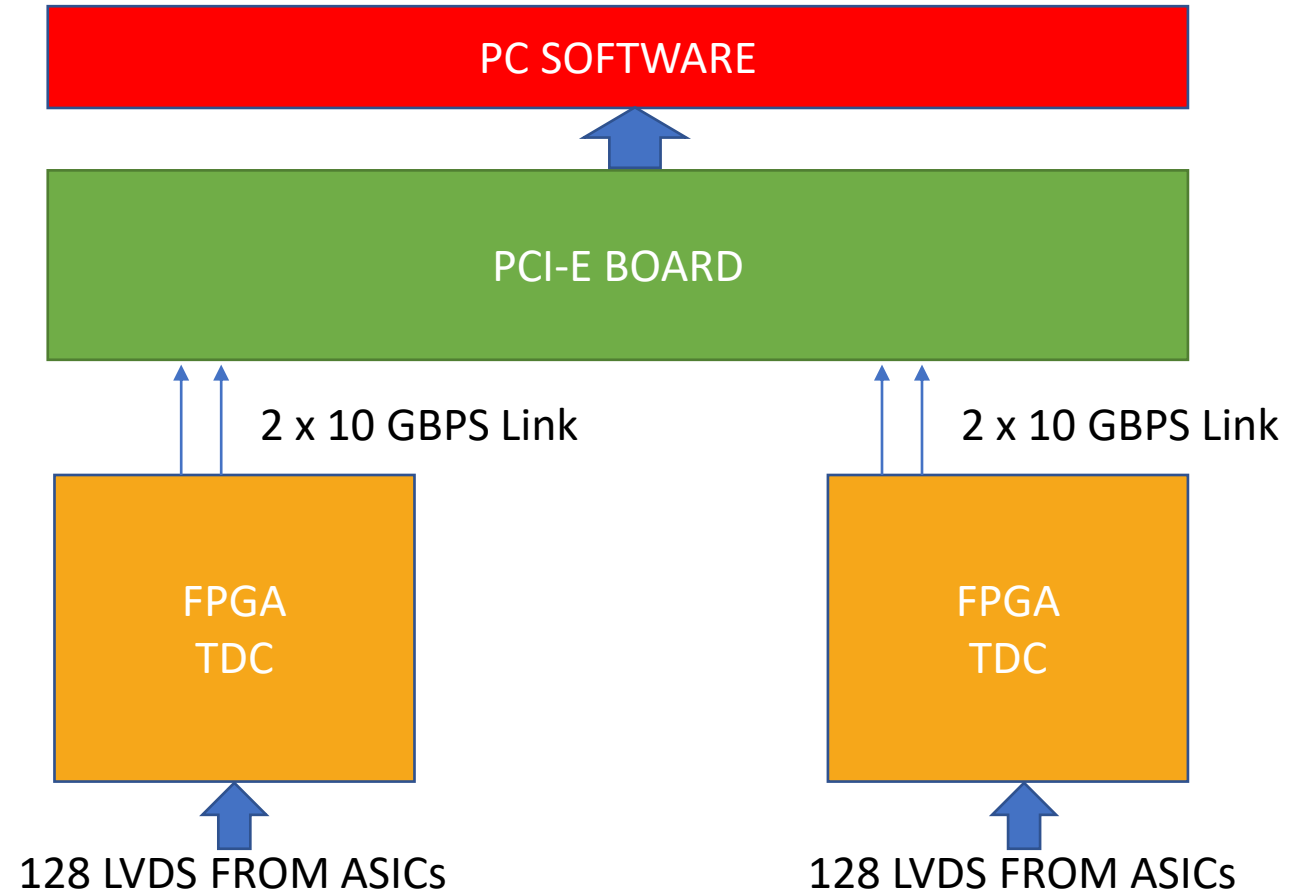 PC SOFTWARE
PCI-E BOARD
2 x 10 GBPS Link
2 x 10 GBPS Link
FPGA
TDC
FPGA
TDC
128 LVDS FROM ASICs
128 LVDS FROM ASICs